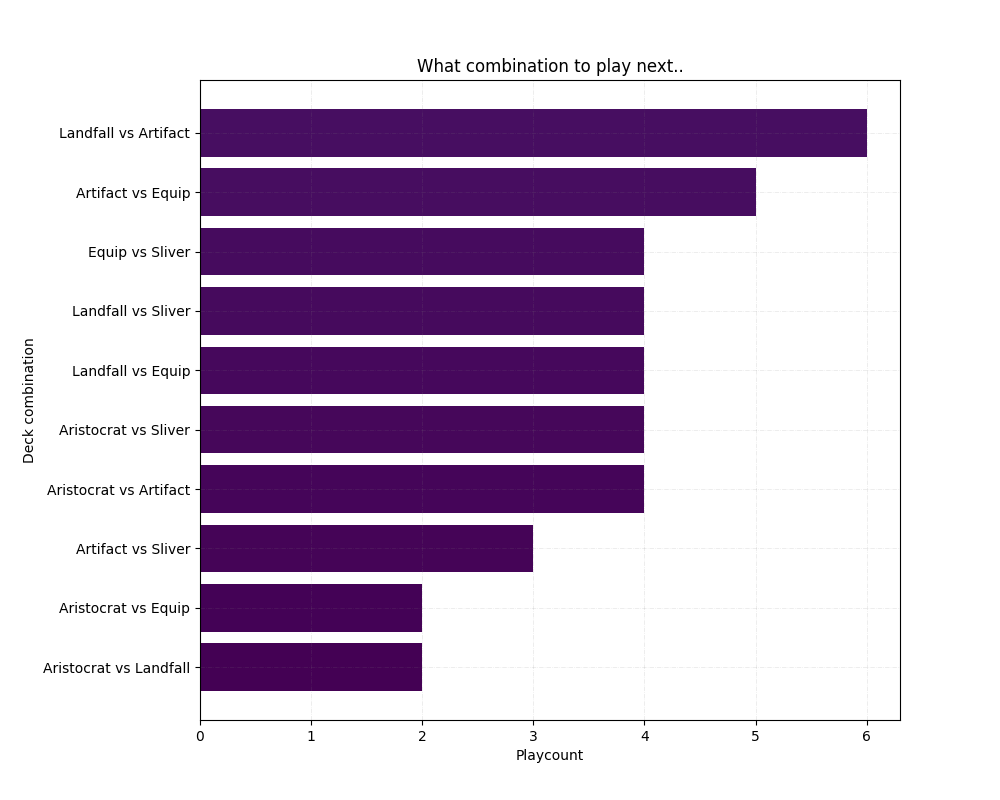 What combination to play next..
Landfall vs Artifact
Artifact vs Equip
Equip vs Sliver
Landfall vs Sliver
Landfall vs Equip
Aristocrat vs Sliver
Aristocrat vs Artifact
Artifact vs Sliver
Aristocrat vs Equip
Aristocrat vs Landfall
Deck combination
0 1 2 3 4 5 6
Playcount